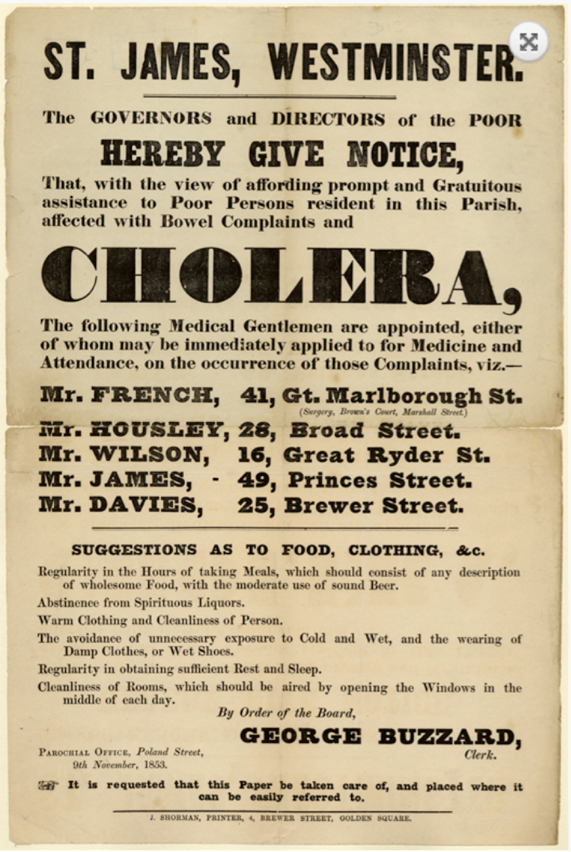 ST. JAMES, WESTMINSTER.
The GOVERNORS and DIRECTORS of the POOR
HEREBY GIVE NOTICE,
That, with the view of affording prompt and Gratuitous
assistance to Poor Persons resident in this Parish,
affected with Bowel Complaints and
CHOLERA,
The following Medical Gentlemen are appointed, either
of whom may be immediately applied to for Medicine and
Attendance, on the occurrence of those Complaints, viz.—
Mr. FRENCH, 41, Gt. Marlborough St.
(Surgery, Brown's Court, Marshall Street.)
Mr. HOUSLEY, 28, Broad Street.
Mr. WILSON, 16, Great Ryder St.
Mr. JAMES, - 49, Princes Street.
Mr. DAVIES, 25, Brewer Street.
SUGGESTIONS AS TO FOOD, CLOTHING, &c.
Regularity in the Hours of taking Meals, which should consist of any description
of wholesome Food, with the moderate use of sound Beer.
Abstinence from Spirituous Liquors.
Warm Clothing and Cleanliness of Person.
The avoidance of unnecessary exposure to Cold and Wet, and the wearing of
Damp Clothes, or Wet Shoes.
Regularity in obtaining sufficient Rest and Sleep.
Cleanliness of Rooms, which should be aired by opening the Windows in the
middle of each day.
By Order of the Board,
GEORGE BUZZARD,
Clerk.
PAROCHIAL OFFICE, Poland Street,
9th November, 1853.
☞ It is requested that this Paper be taken care of, and placed where it
can be easily referred to.
J. SHORMAN, PRINTER, 4, BREWER STREET, GOLDEN SQUARE.